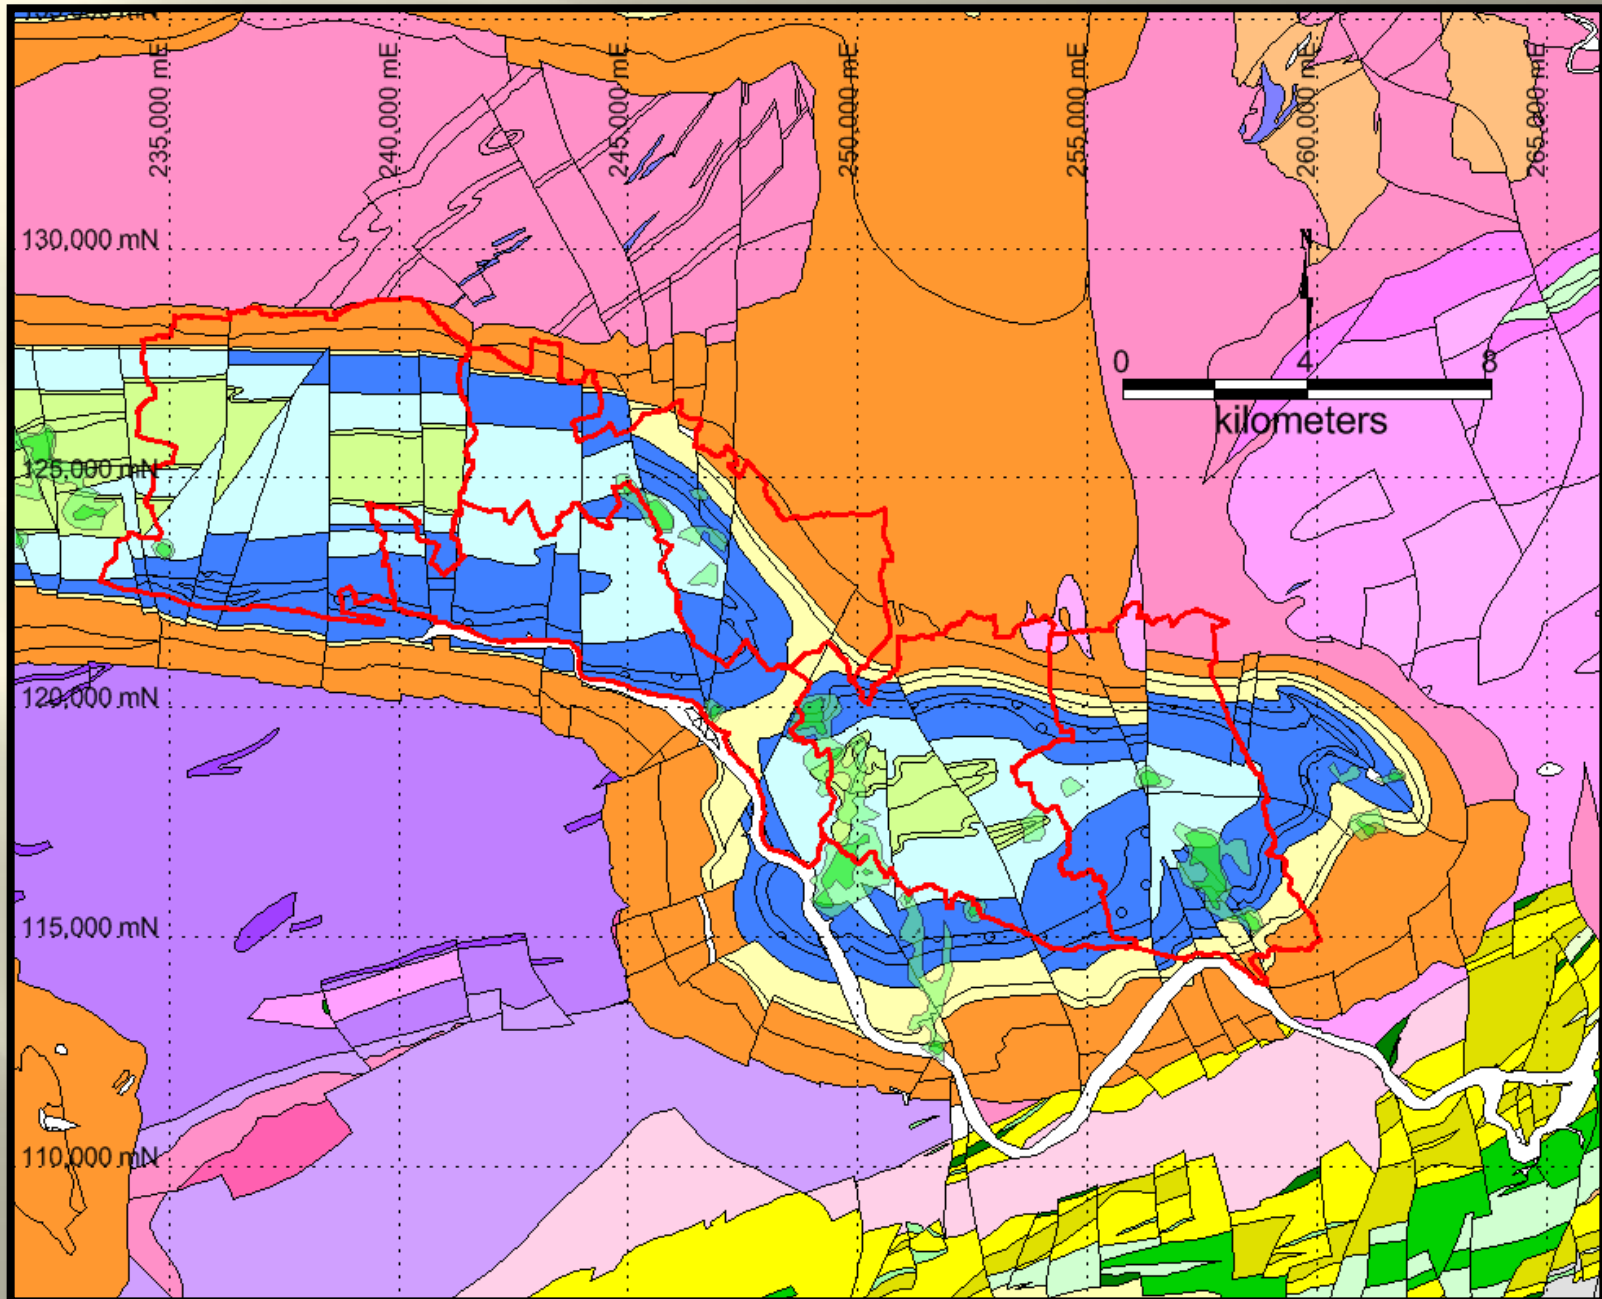 235,000 mE
240,000 mE
245,000 mE
250,000 mE
255,000 mE
260,000 mE
265,000 mE
130,000 mN
N
0 4 8
kilometers
125,000 mN
120,000 mN
115,000 mN
110,000 mN